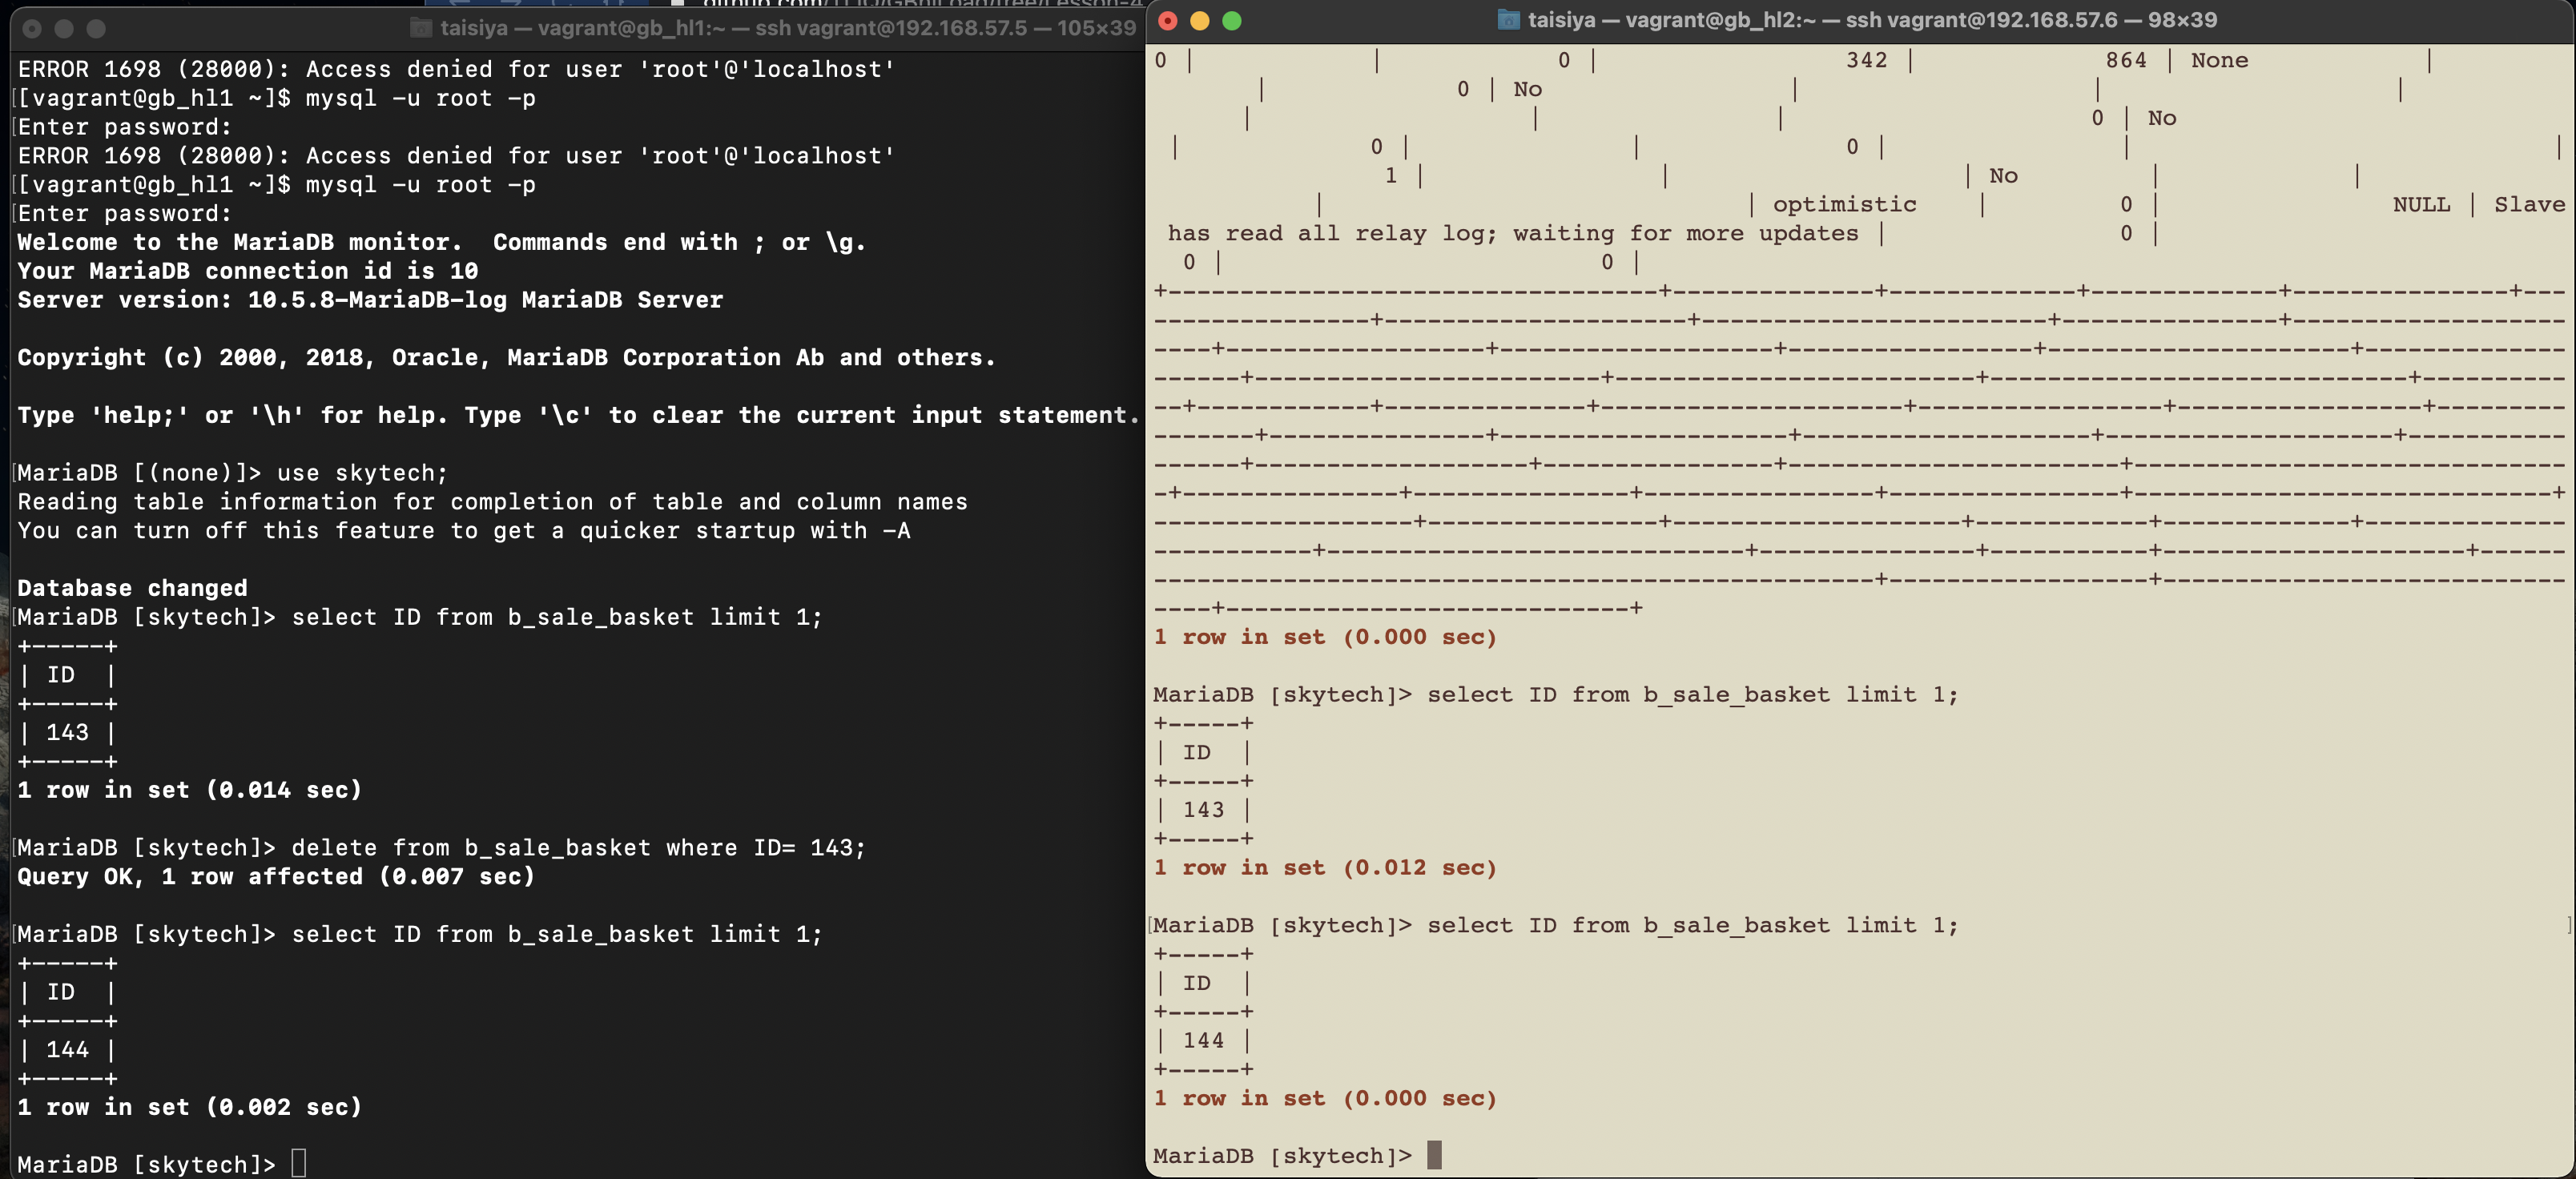 taisiya — vagrant@gb_hl1:~ — ssh vagrant@192.168.57.5 — 105×39
ERROR 1698 (28000): Access denied for user 'root'@'localhost'
[[vagrant@gb_hl1 ~]$ mysql -u root -p
[Enter password:
ERROR 1698 (28000): Access denied for user 'root'@'localhost'
[[vagrant@gb_hl1 ~]$ mysql -u root -p
[Enter password:
Welcome to the MariaDB monitor.  Commands end with ; or \g.
Your MariaDB connection id is 10
Server version: 10.5.8-MariaDB-log MariaDB Server

Copyright (c) 2000, 2018, Oracle, MariaDB Corporation Ab and others.

Type 'help;' or '\h' for help. Type '\c' to clear the current input statement.

[MariaDB [(none)]> use skytech;
Reading table information for completion of table and column names
You can turn off this feature to get a quicker startup with -A

Database changed
[MariaDB [skytech]> select ID from b_sale_basket limit 1;
+-----+
| ID  |
+-----+
| 143 |
+-----+
1 row in set (0.014 sec)

[MariaDB [skytech]> delete from b_sale_basket where ID= 143;
Query OK, 1 row affected (0.007 sec)

[MariaDB [skytech]> select ID from b_sale_basket limit 1;
+-----+
| ID  |
+-----+
| 144 |
+-----+
1 row in set (0.002 sec)

MariaDB [skytech]>
taisiya — vagrant@gb_hl2:~ — ssh vagrant@192.168.57.6 — 98×39
0 |            |            0 |                 342 |             864 | None            |
       |             0 | No                |                    |                    |
      |                   |                |                     0 | No
 |             0 |               |              0 |                |                             |
                1 |                |                    | No         |             |
           |                             | optimistic    |         0 |                NULL | Slave
 has read all relay log; waiting for more updates |                0 |
  0 |                          0 |
1 row in set (0.000 sec)

MariaDB [skytech]> select ID from b_sale_basket limit 1;
+-----+
| ID  |
+-----+
| 143 |
+-----+
1 row in set (0.012 sec)

[MariaDB [skytech]> select ID from b_sale_basket limit 1; ]
+-----+
| ID  |
+-----+
| 144 |
+-----+
1 row in set (0.000 sec)

MariaDB [skytech]>